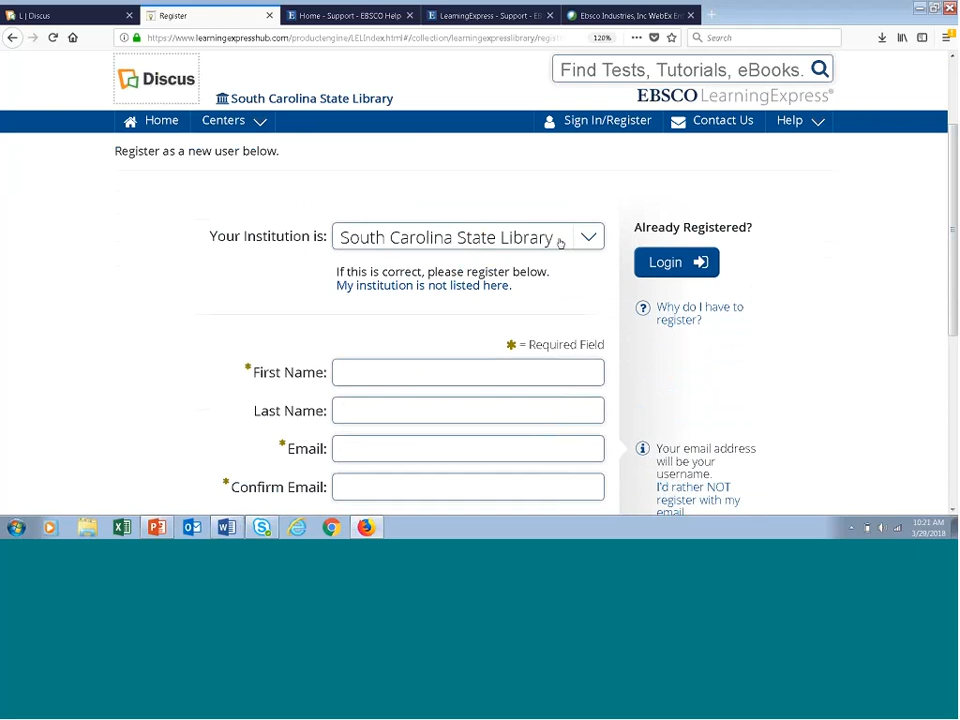 L | Discus
Register
Home - Support - EBSCO Help
LearningExpress - Support - EB
Ebsco Industries, Inc WebEx En
https://www.learningexpresshub.com/productengine/LELIndex.html#/collection/learningexpresslibrary/regis
120%
Search
Discus
South Carolina State Library
Find Tests, Tutorials, eBooks.
EBSCO LearningExpress®
Home
Centers
Sign In/Register
Contact Us
Help
Register as a new user below.
Your Institution is:
South Carolina State Library
If this is correct, please register below.
My institution is not listed here.
Already Registered?
Login
? Why do I have to
register?
* = Required Field
*First Name:
Last Name:
*Email:
*Confirm Email:
i Your email address
will be your
username.
I'd rather NOT
register with my
email
10:21 AM
3/29/2018